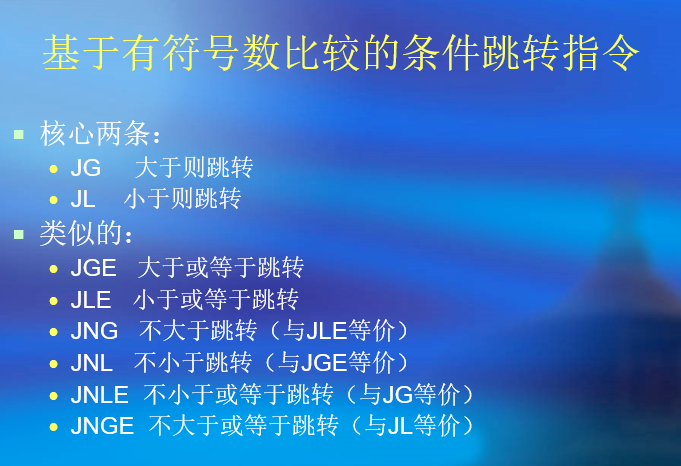 基于有符号数比较的条件跳转指令
核心两条：
JG 大于则跳转
JL 小于则跳转
类似的：
JGE 大于或等于跳转
JLE 小于或等于跳转
JNG 不大于跳转（与JLE等价）
JNL 不小于跳转（与JGE等价）
JNLE 不小于或等于跳转（与JG等价）
JNGE 不大于或等于跳转（与JL等价）